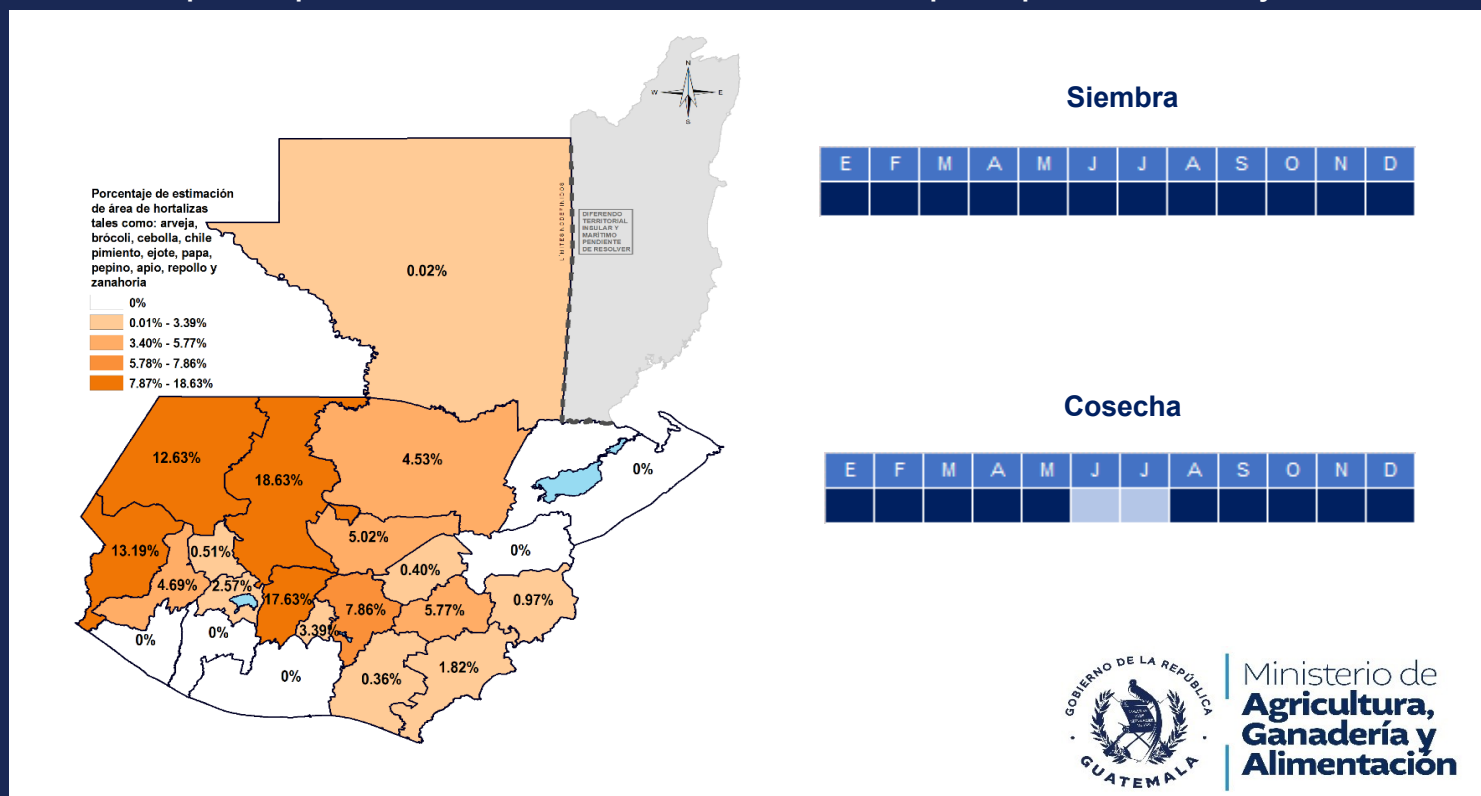 Siembra
E F M A M J J A S O N D
Cosecha
E F M A M J J A S O N D
N
W E
S
Porcentaje de estimación
de área de hortalizas
tales como: arveja,
brócoli, cebolla, chile
pimiento, ejote, papa,
pepino, apio, repollo y
zanahoria
0%
0.01% - 3.39%
3.40% - 5.77%
5.78% - 7.86%
7.87% - 18.63%
DIFERENDO
TERRITORIAL
INSULAR Y
MARÍTIMO
PENDIENTE
DE RESOLVER
0.02%
12.63%
18.63%
4.53%
0%
13.19%
0.51%
5.02%
0%
4.69%
2.57%
0.40%
17.63%
7.86%
5.77%
0.97%
3.39%
0%
0%
0%
0.36%
1.82%
GOBIERNO DE LA REPÚBLICA
GUATEMALA
Ministerio de
Agricultura,
Ganadería y
Alimentación